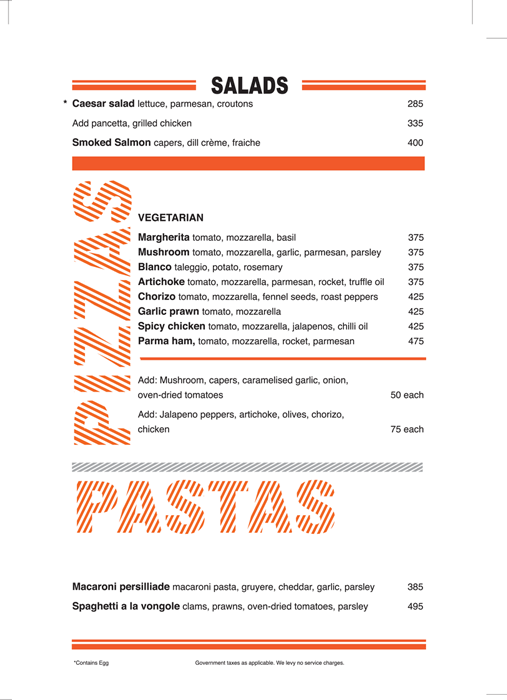 SALADS
* Caesar salad lettuce, parmesan, croutons 285
Add pancetta, grilled chicken 335
Smoked Salmon capers, dill crème, fraiche 400
PIZZAS
VEGETARIAN
Margherita tomato, mozzarella, basil 375
Mushroom tomato, mozzarella, garlic, parmesan, parsley 375
Blanco taleggio, potato, rosemary 375
Artichoke tomato, mozzarella, parmesan, rocket, truffle oil 375
Chorizo tomato, mozzarella, fennel seeds, roast peppers 425
Garlic prawn tomato, mozzarella 425
Spicy chicken tomato, mozzarella, jalapenos, chilli oil 425
Parma ham, tomato, mozzarella, rocket, parmesan 475
Add: Mushroom, capers, caramelised garlic, onion,
oven-dried tomatoes 50 each
Add: Jalapeno peppers, artichoke, olives, chorizo,
chicken 75 each
PASTAS
Macaroni persilliade macaroni pasta, gruyere, cheddar, garlic, parsley 385
Spaghetti a la vongole clams, prawns, oven-dried tomatoes, parsley 495
*Contains Egg Government taxes as applicable. We levy no service charges.